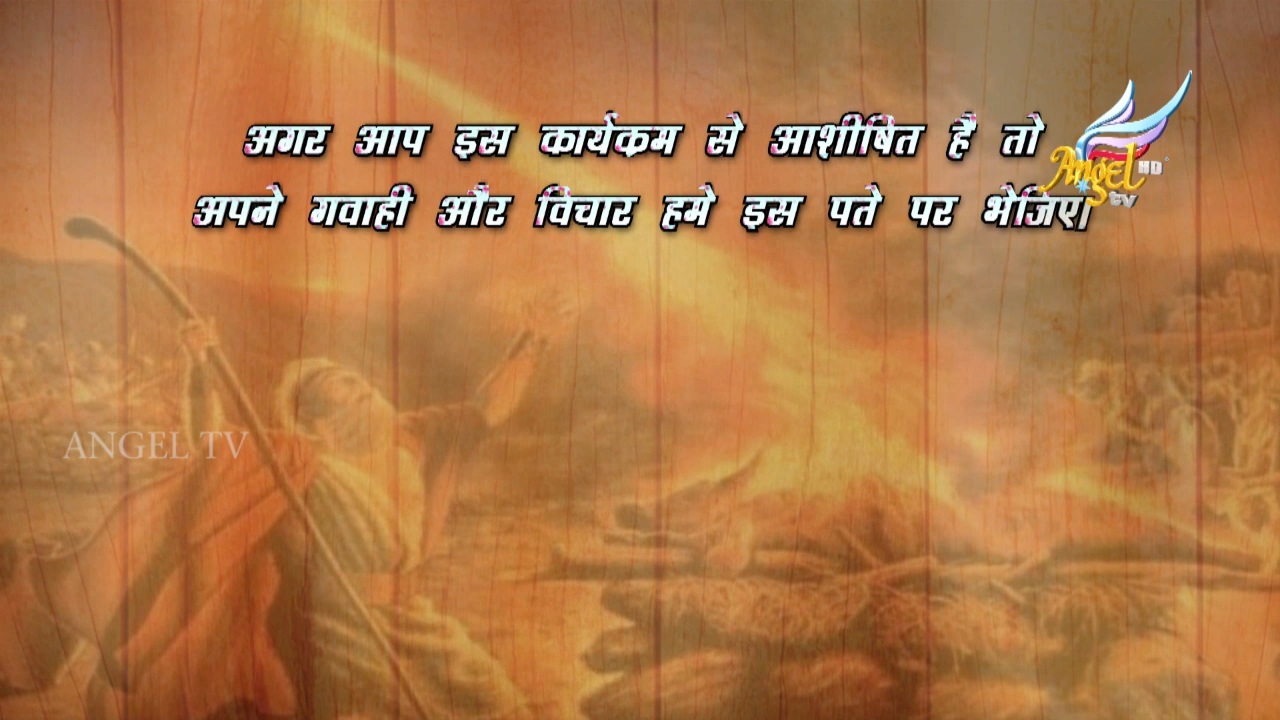 अगर आप इस कार्यक्रम से आशीषित है तो
अपने गवाही और विचार हमे इस पते पर भेजिए।
Angel HD
tv
ANGEL TV